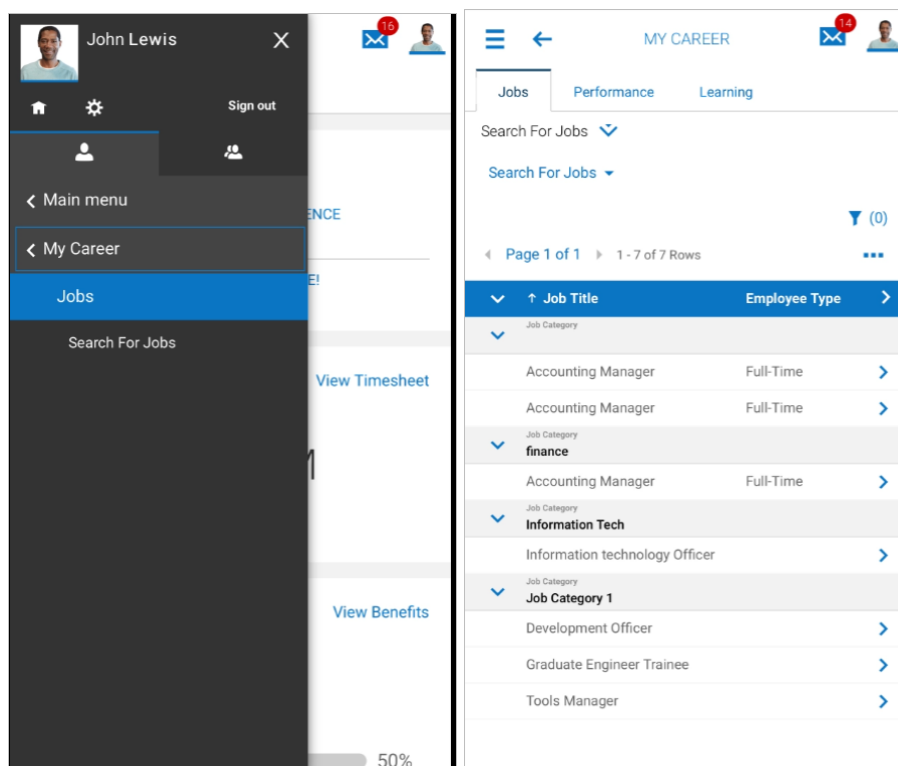 John Lewis
X
16
Sign out
Main menu
My Career
Jobs
Search For Jobs
ENCE
E!
View Timesheet
View Benefits
50%
MY CAREER
14
Jobs Performance Learning
Search For Jobs
Search For Jobs
(0)
Page 1 of 1 1 - 7 of 7 Rows
↑ Job Title Employee Type
Job Category
Accounting Manager Full-Time
Accounting Manager Full-Time
Job Category
finance
Accounting Manager Full-Time
Job Category
Information Tech
Information technology Officer
Job Category
Job Category 1
Development Officer
Graduate Engineer Trainee
Tools Manager